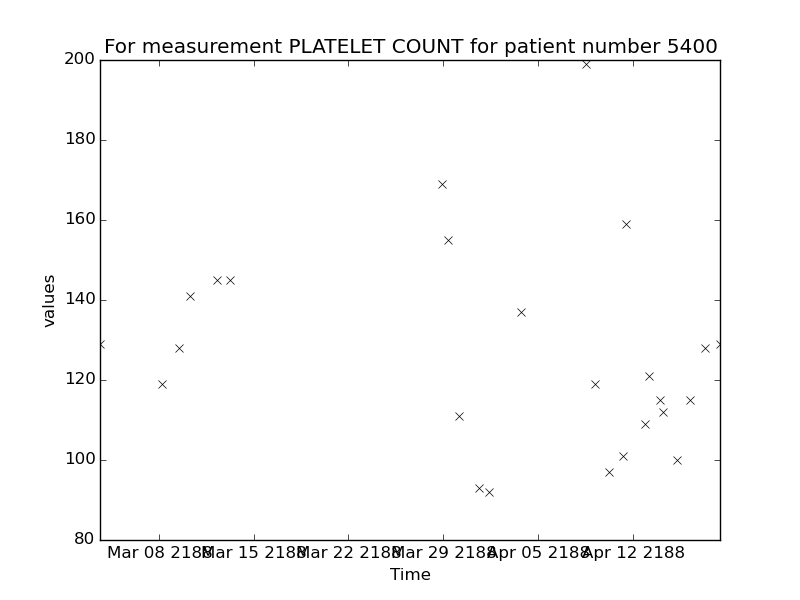 For measurement PLATELET COUNT for patient number 5400
200
180
160
140
120
100
80
values
Mar 08 2188 Mar 15 2188 Mar 22 2188 Mar 29 2188 Apr 05 2188 Apr 12 2188
Time